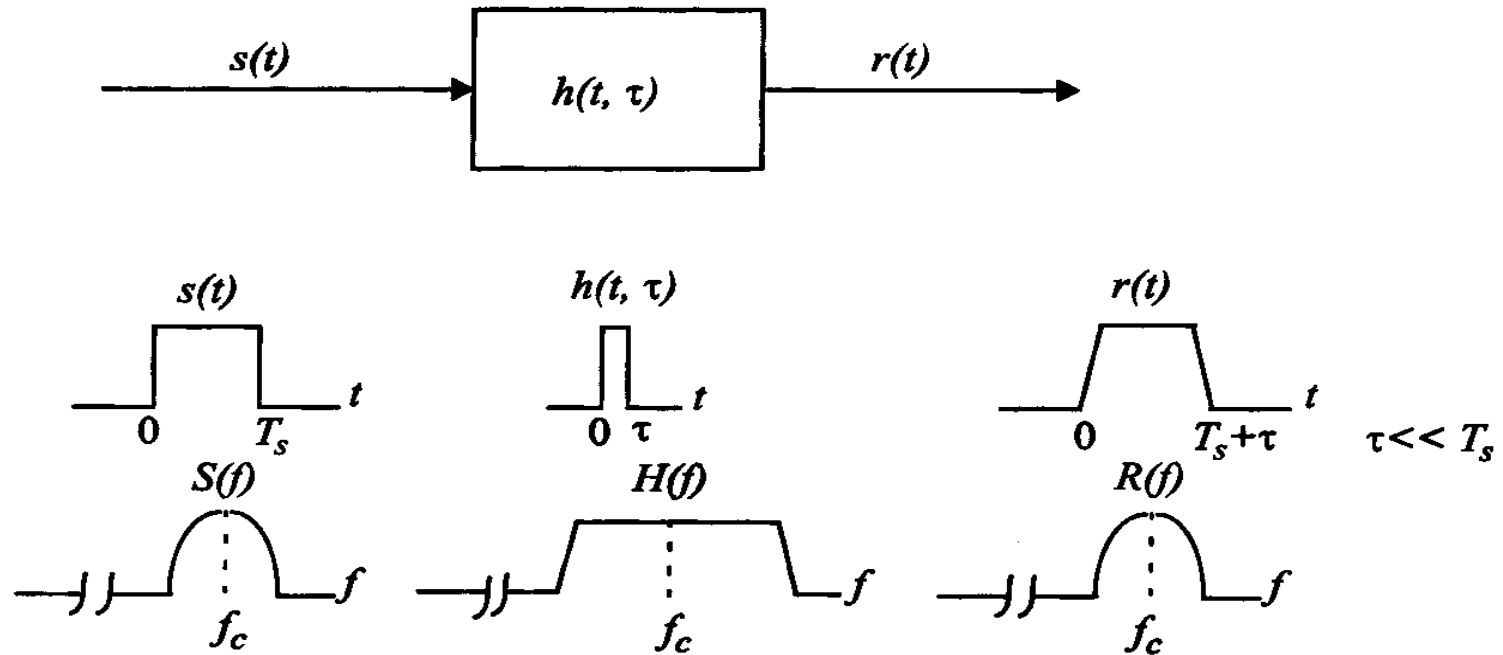 s(t)
h(t, τ)
r(t)
s(t)
h(t, τ)
r(t)
t
t
t
0
T_s
0
τ
0
T_s+τ
τ<< T_s
S(f)
H(f)
R(f)
f
f
f
f_c
f_c
f_c